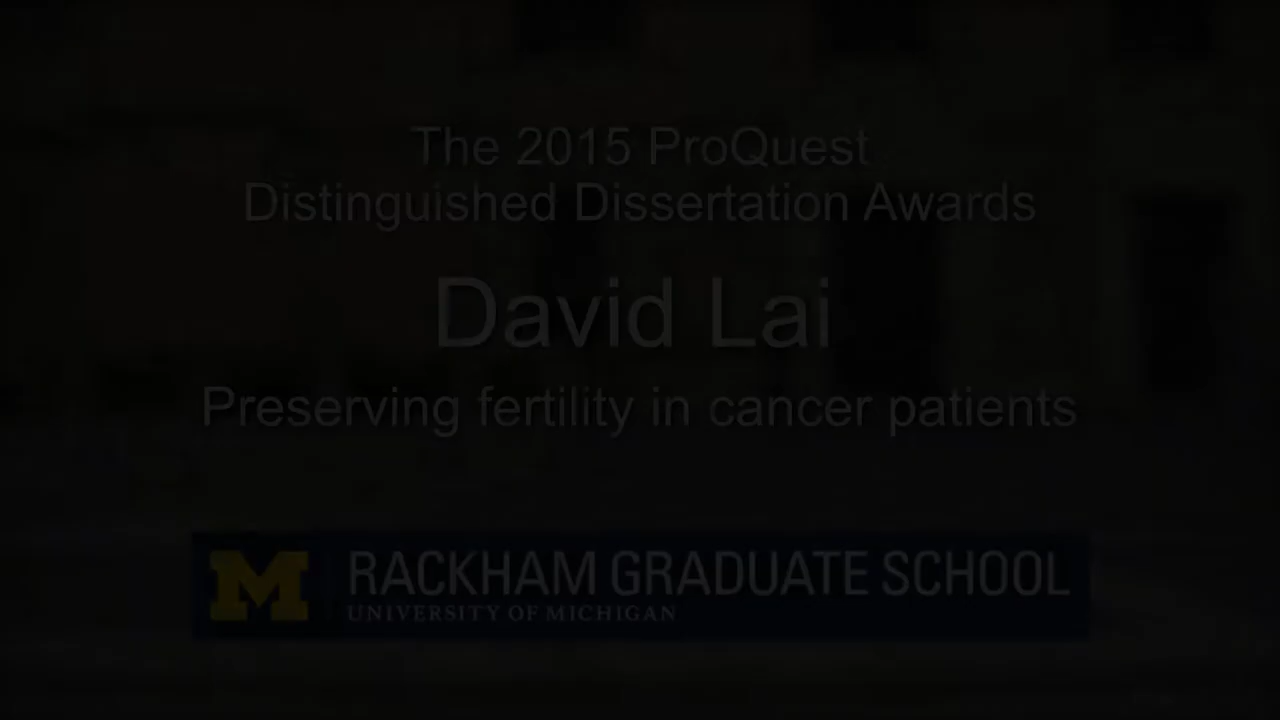 The 2015 ProQuest
Distinguished Dissertation Awards
David Lai
Preserving fertility in cancer patients
M
RACKHAM GRADUATE SCHOOL
UNIVERSITY OF MICHIGAN